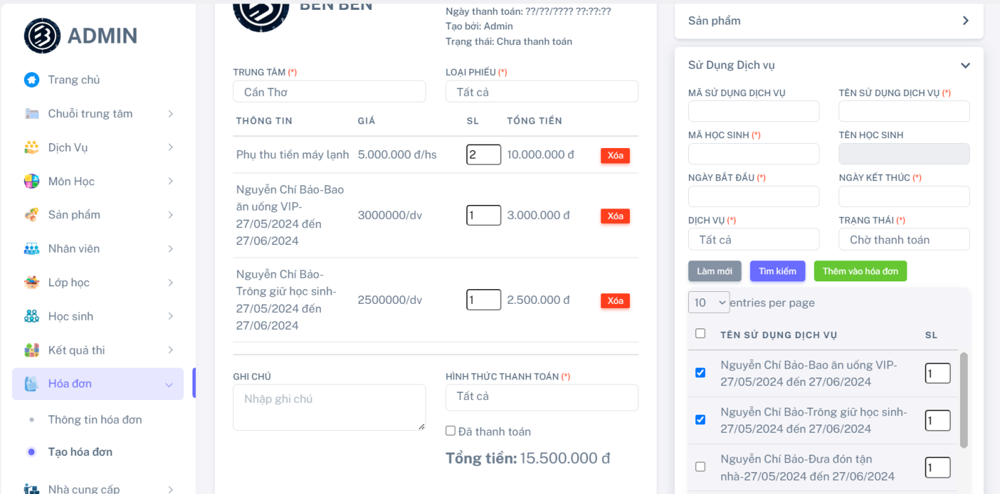 ADMIN
Trang chủ
Chuỗi trung tâm
Dịch Vụ
Môn Học
Sản phẩm
Nhân viên
Lớp học
Học sinh
Kết quả thi
Hóa đơn
Thông tin hóa đơn
Tạo hóa đơn
Nhà cung cấp
BEN BEN
Ngày thanh toán: ??/??/???? ??:??:??
Tạo bởi: Admin
Trạng thái: Chưa thanh toán
TRUNG TÂM (*)
LOẠI PHIẾU (*)
Cần Thơ
Tất cả
THÔNG TIN GIÁ SL TỔNG TIỀN
Phụ thu tiền máy lạnh 5.000.000 đ/hs 2 10.000.000 đ Xóa
Nguyễn Chí Bảo-Bao
ăn uống VIP-
27/05/2024 đến
27/06/2024
3000000/dv 1 3.000.000 đ Xóa
Nguyễn Chí Bảo-
Trông giữ học sinh-
27/05/2024 đến
27/06/2024
2500000/dv 1 2.500.000 đ Xóa
GHI CHÚ
Nhập ghi chú
HÌNH THỨC THANH TOÁN (*)
Tất cả
Đã thanh toán
Tổng tiền: 15.500.000 đ
Sản phẩm
Sử Dụng Dịch vụ
MÃ SỬ DỤNG DỊCH VỤ
TÊN SỬ DỤNG DỊCH VỤ (*)
MÃ HỌC SINH (*)
TÊN HỌC SINH
NGÀY BẮT ĐẦU (*)
NGÀY KẾT THÚC (*)
DỊCH VỤ (*)
TRẠNG THÁI (*)
Tất cả
Chờ thanh toán
Làm mới Tìm kiếm Thêm vào hóa đơn
10 entries per page
TÊN SỬ DỤNG DỊCH VỤ SL
Nguyễn Chí Bảo-Bao ăn uống VIP-
27/05/2024 đến 27/06/2024
1
Nguyễn Chí Bảo-Trông giữ học sinh-
27/05/2024 đến 27/06/2024
1
Nguyễn Chí Bảo-Đưa đón tận
nhà-27/05/2024 đến 27/06/2024
1